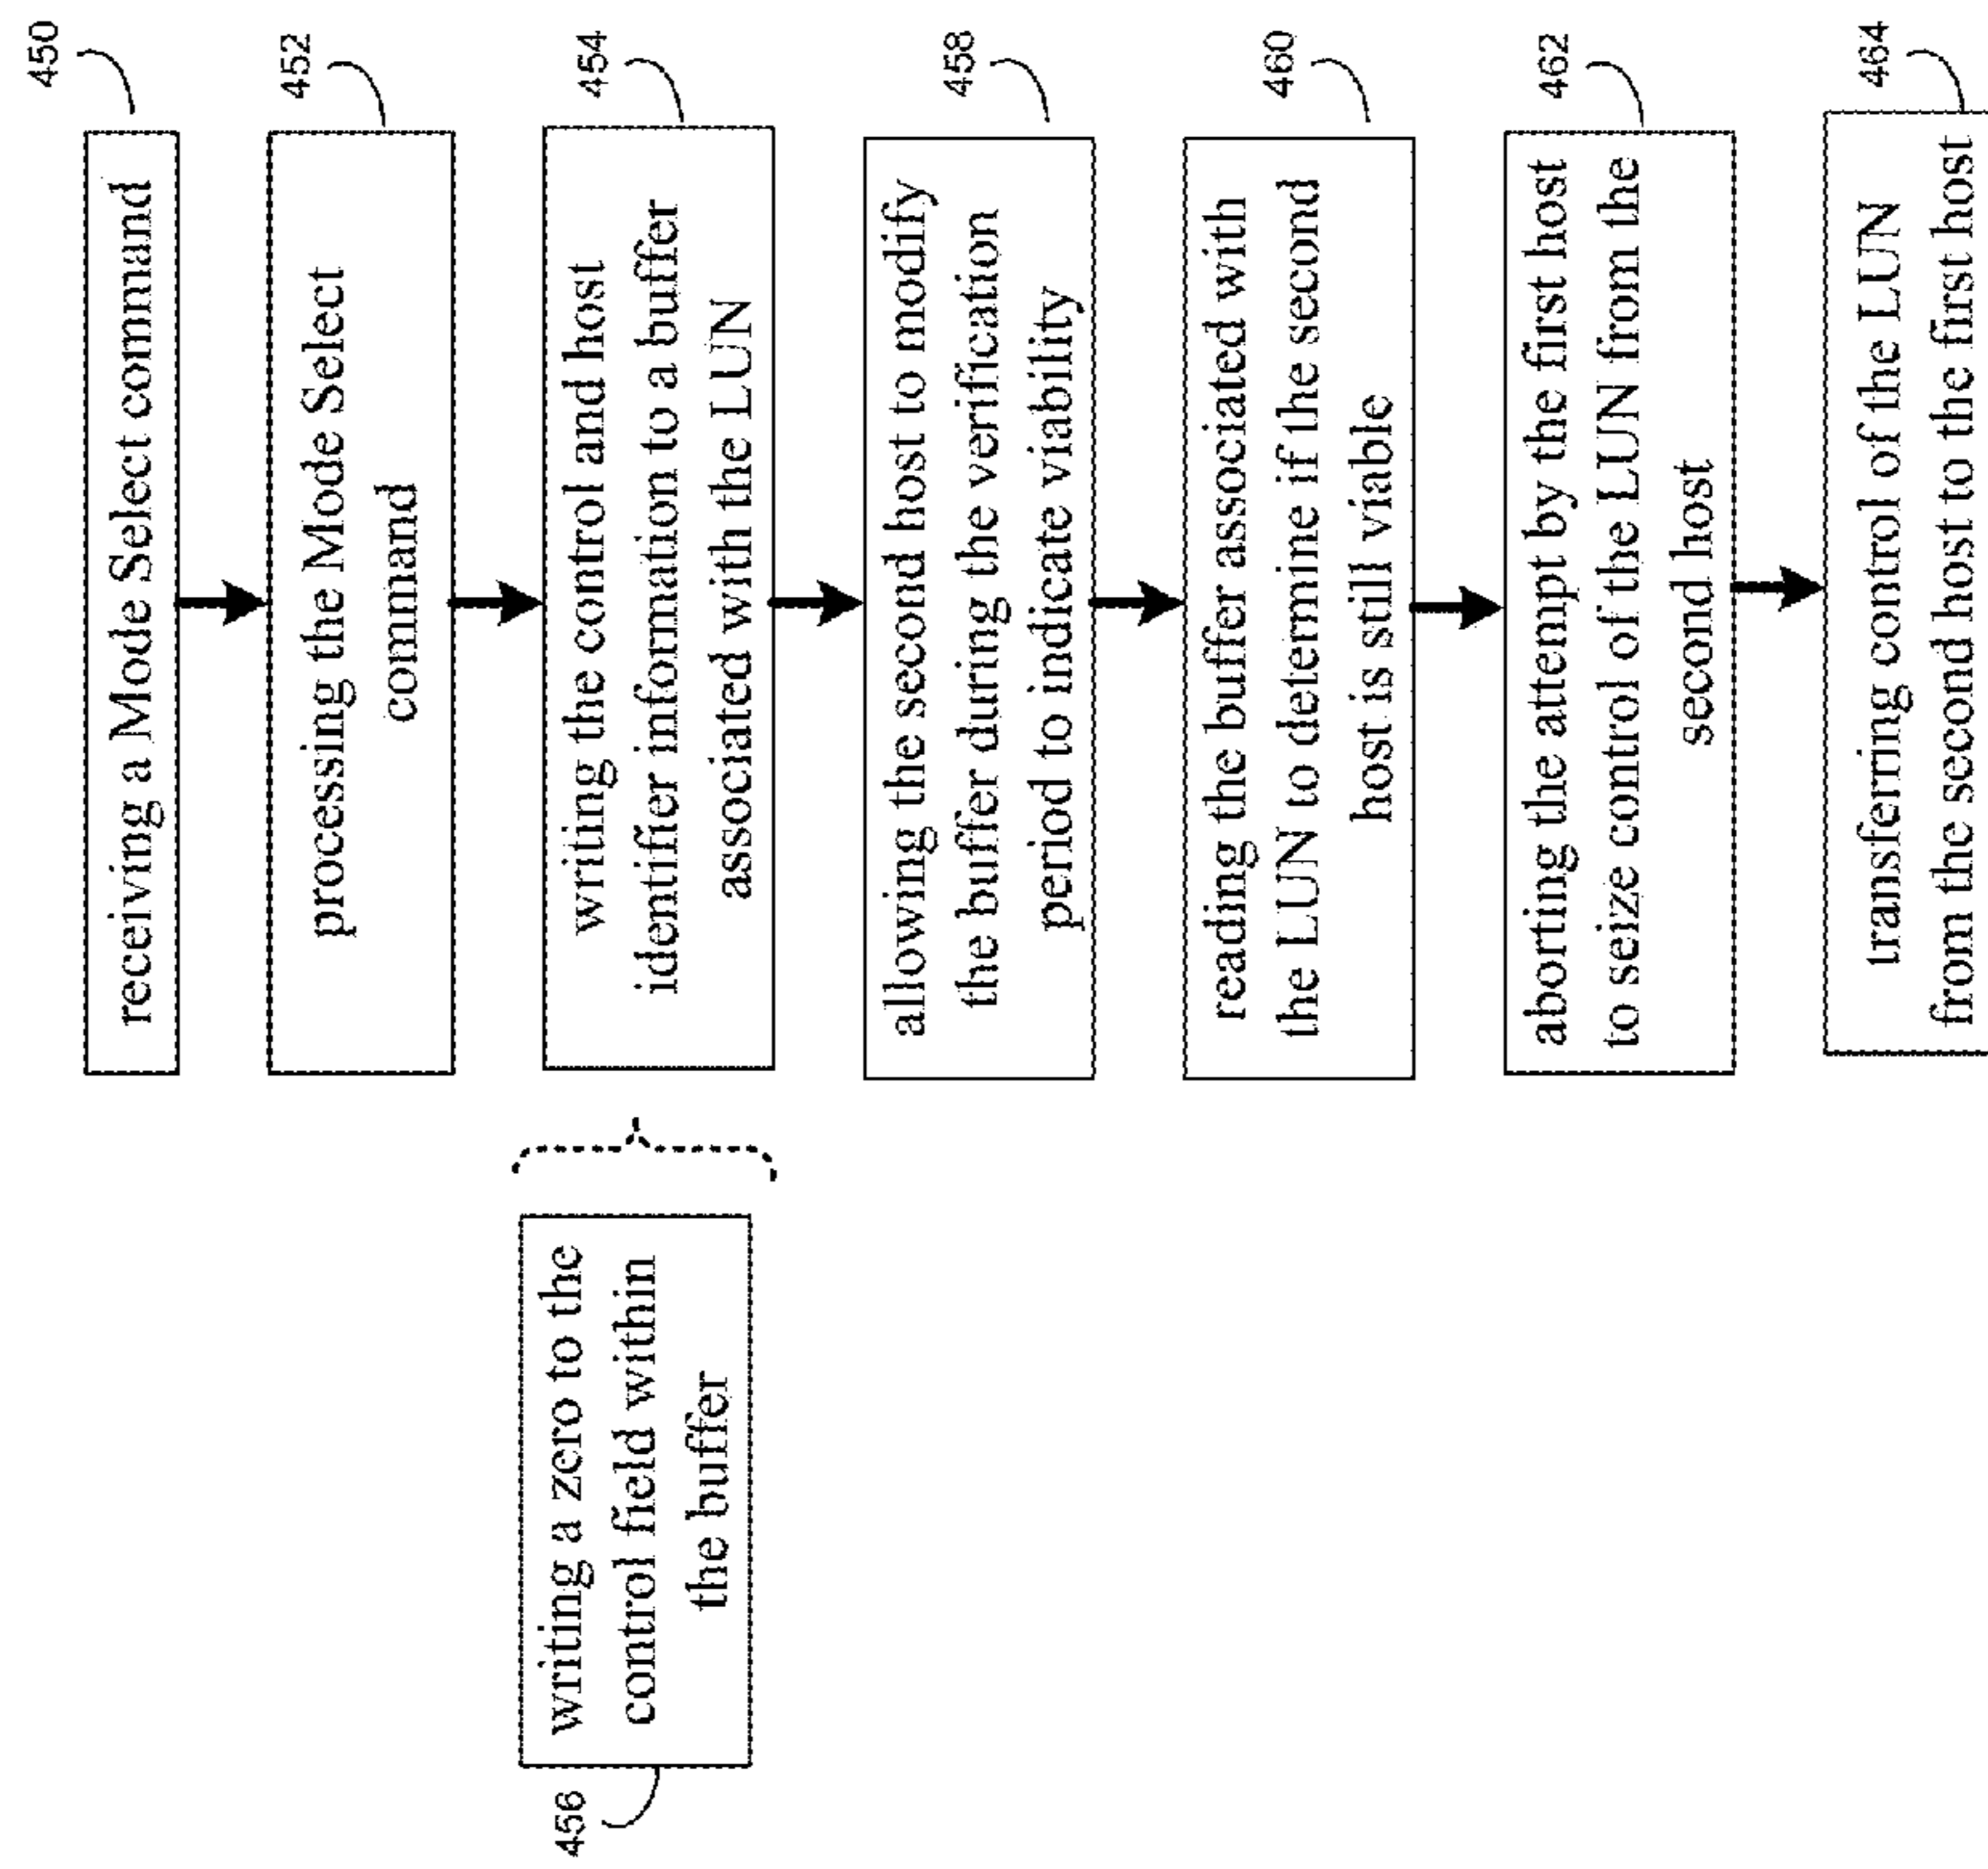 450
receiving a Mode Select command
452
processing the Mode Select
command
454
writing the control and host
identifier information to a buffer
associated with the LUN
456
writing a zero to the
control field within
the buffer
458
allowing the second host to modify
the buffer during the verification
period to indicate viability
460
reading the buffer associated with
the LUN to determine if the second
host is still viable
462
aborting the attempt by the first host
to seize control of the LUN from the
second host
464
transferring control of the LUN
from the second host to the first host